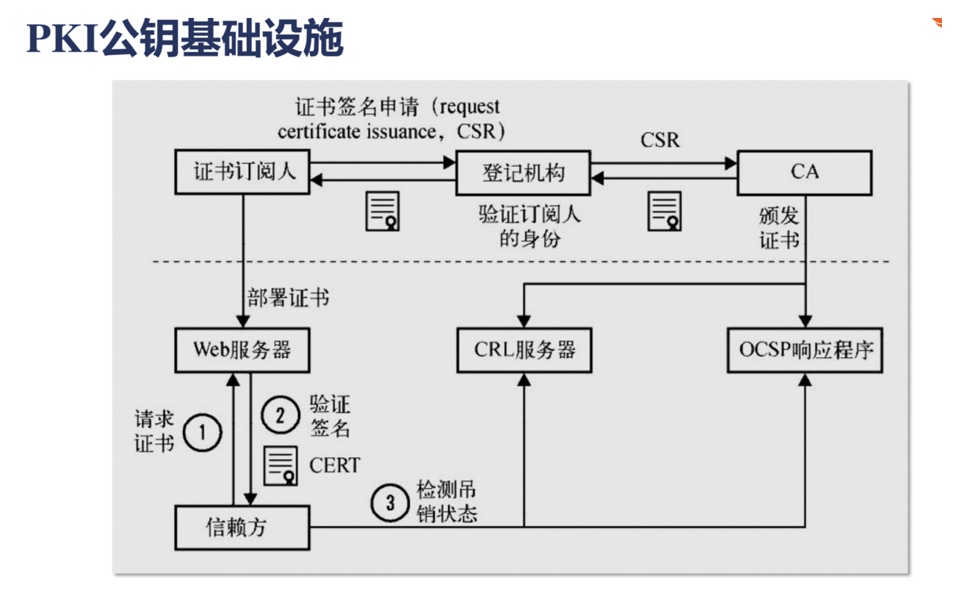 PKI公钥基础设施
证书签名申请（request
certificate issuance，CSR）
CSR
证书订阅人
登记机构
CA
验证订阅人
的身份
颁发
证书
部署证书
Web服务器
CRL服务器
OCSP响应程序
请求
证书
1
2
验证
签名
CERT
3
检测吊
销状态
信赖方